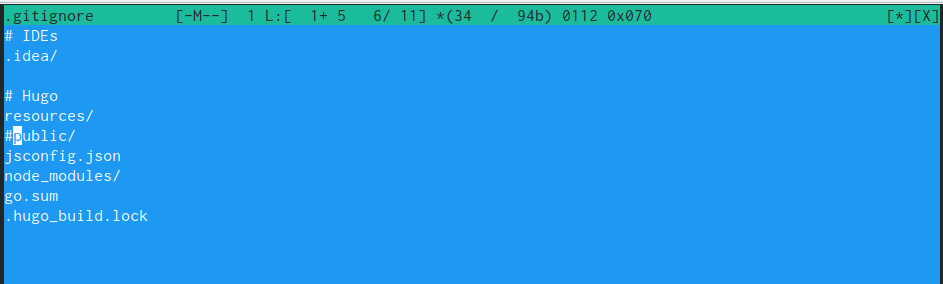 .gitignore [-M--] 1 L:[ 1+ 5 6/ 11] *(34 / 94b) 0112 0x070 [*][X]
# IDEs
.idea/

# Hugo
resources/
#public/
jsconfig.json
node_modules/
go.sum
.hugo_build.lock